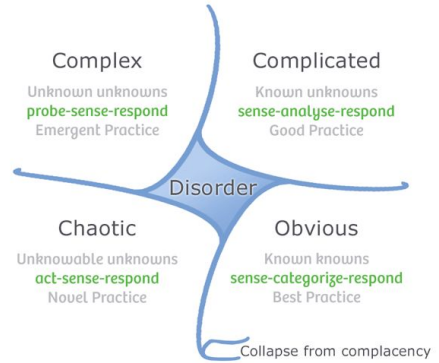 Complex
Unknown unknowns
probe-sense-respond
Emergent Practice
Complicated
Known unknowns
sense-analyse-respond
Good Practice
Disorder
Chaotic
Unknowable unknowns
act-sense-respond
Novel Practice
Obvious
Known knowns
sense-categorize-respond
Best Practice
Collapse from complacency